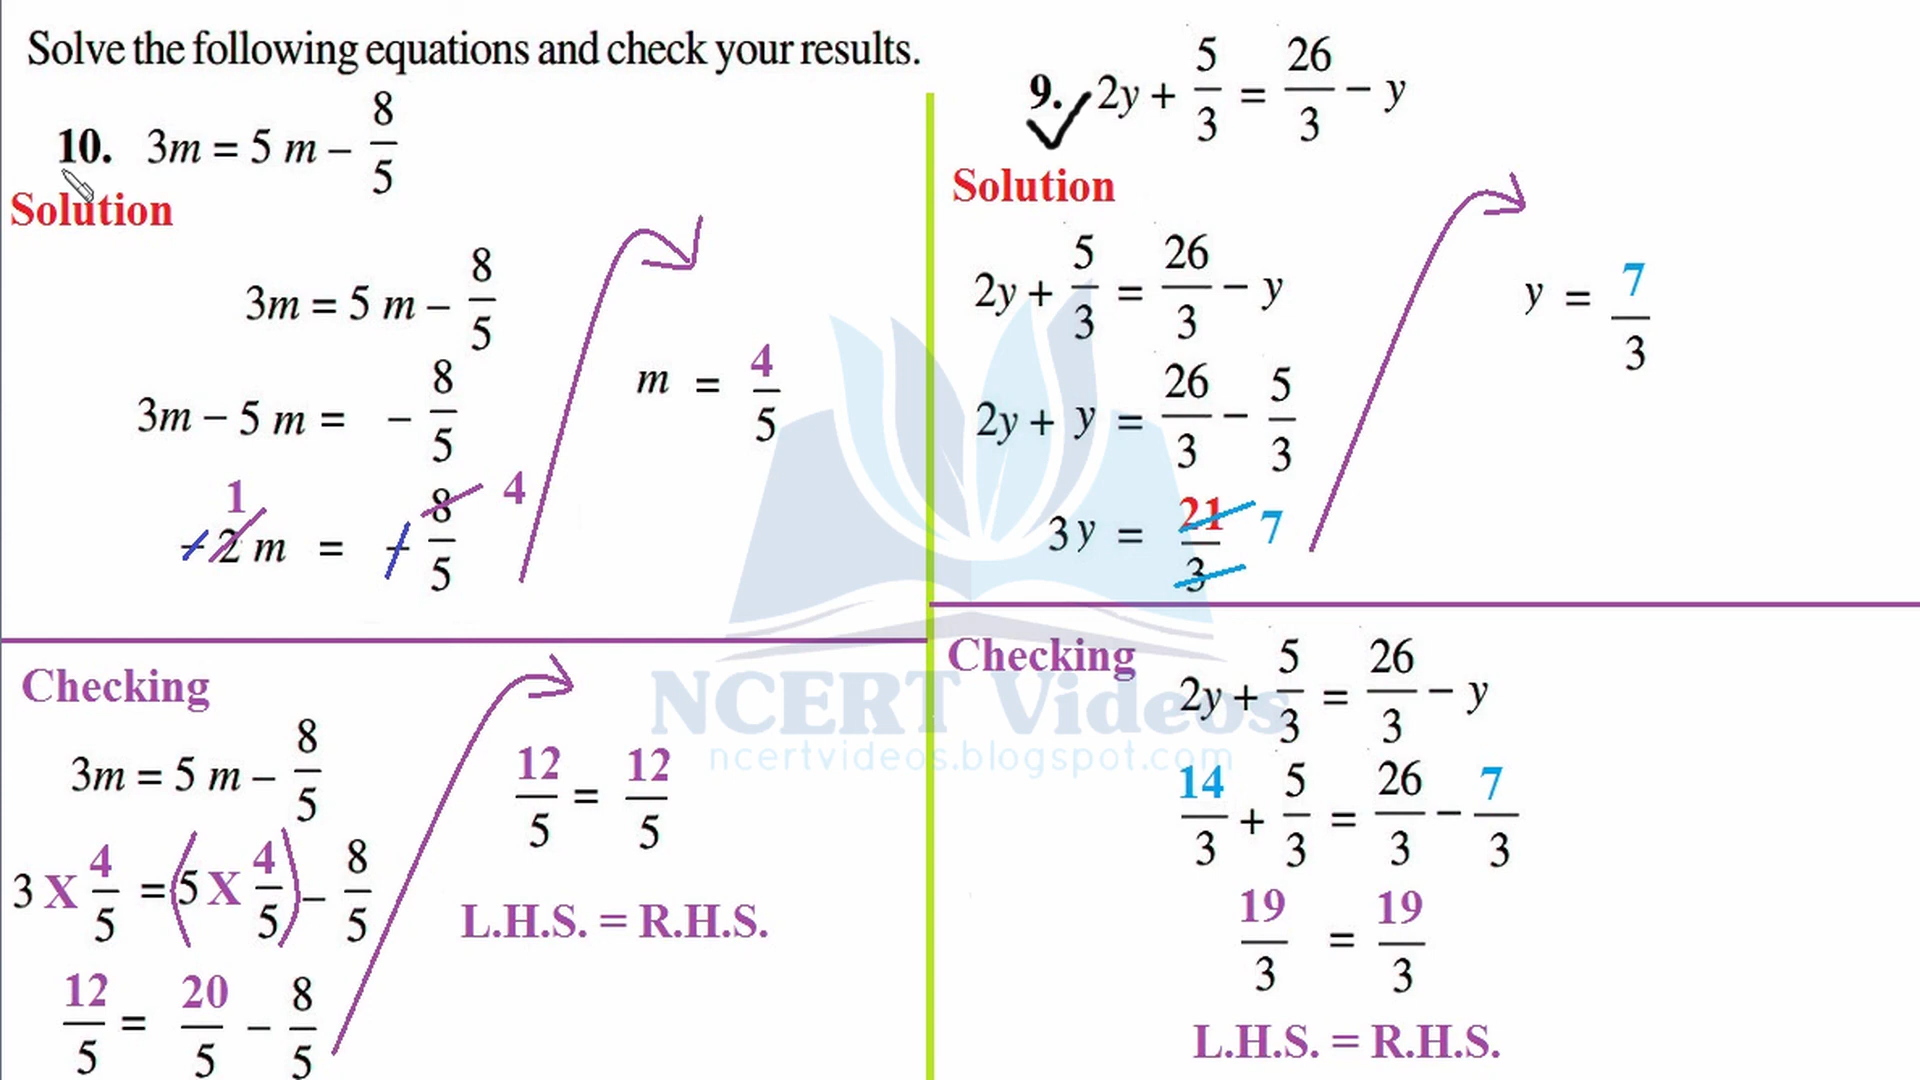 Solve the following equations and check your results.
10. 3m = 5 m − 8/5
Solution
3m = 5 m − 8/5
3m − 5 m = − 8/5
1
−2 m = − 8/5 4
m = 4/5
Checking
3m = 5 m − 8/5
3 X 4/5 = (5 X 4/5) − 8/5
12/5 = 20/5 − 8/5
12/5 = 12/5
L.H.S. = R.H.S.
9. 2y + 5/3 = 26/3 − y
Solution
2y + 5/3 = 26/3 − y
2y + y = 26/3 − 5/3
3y = 21/3 7
y = 7/3
Checking
2y + 5/3 = 26/3 − y
14/3 + 5/3 = 26/3 − 7/3
19/3 = 19/3
L.H.S. = R.H.S.
NCERT Videos
ncertvideos.blogspot.com